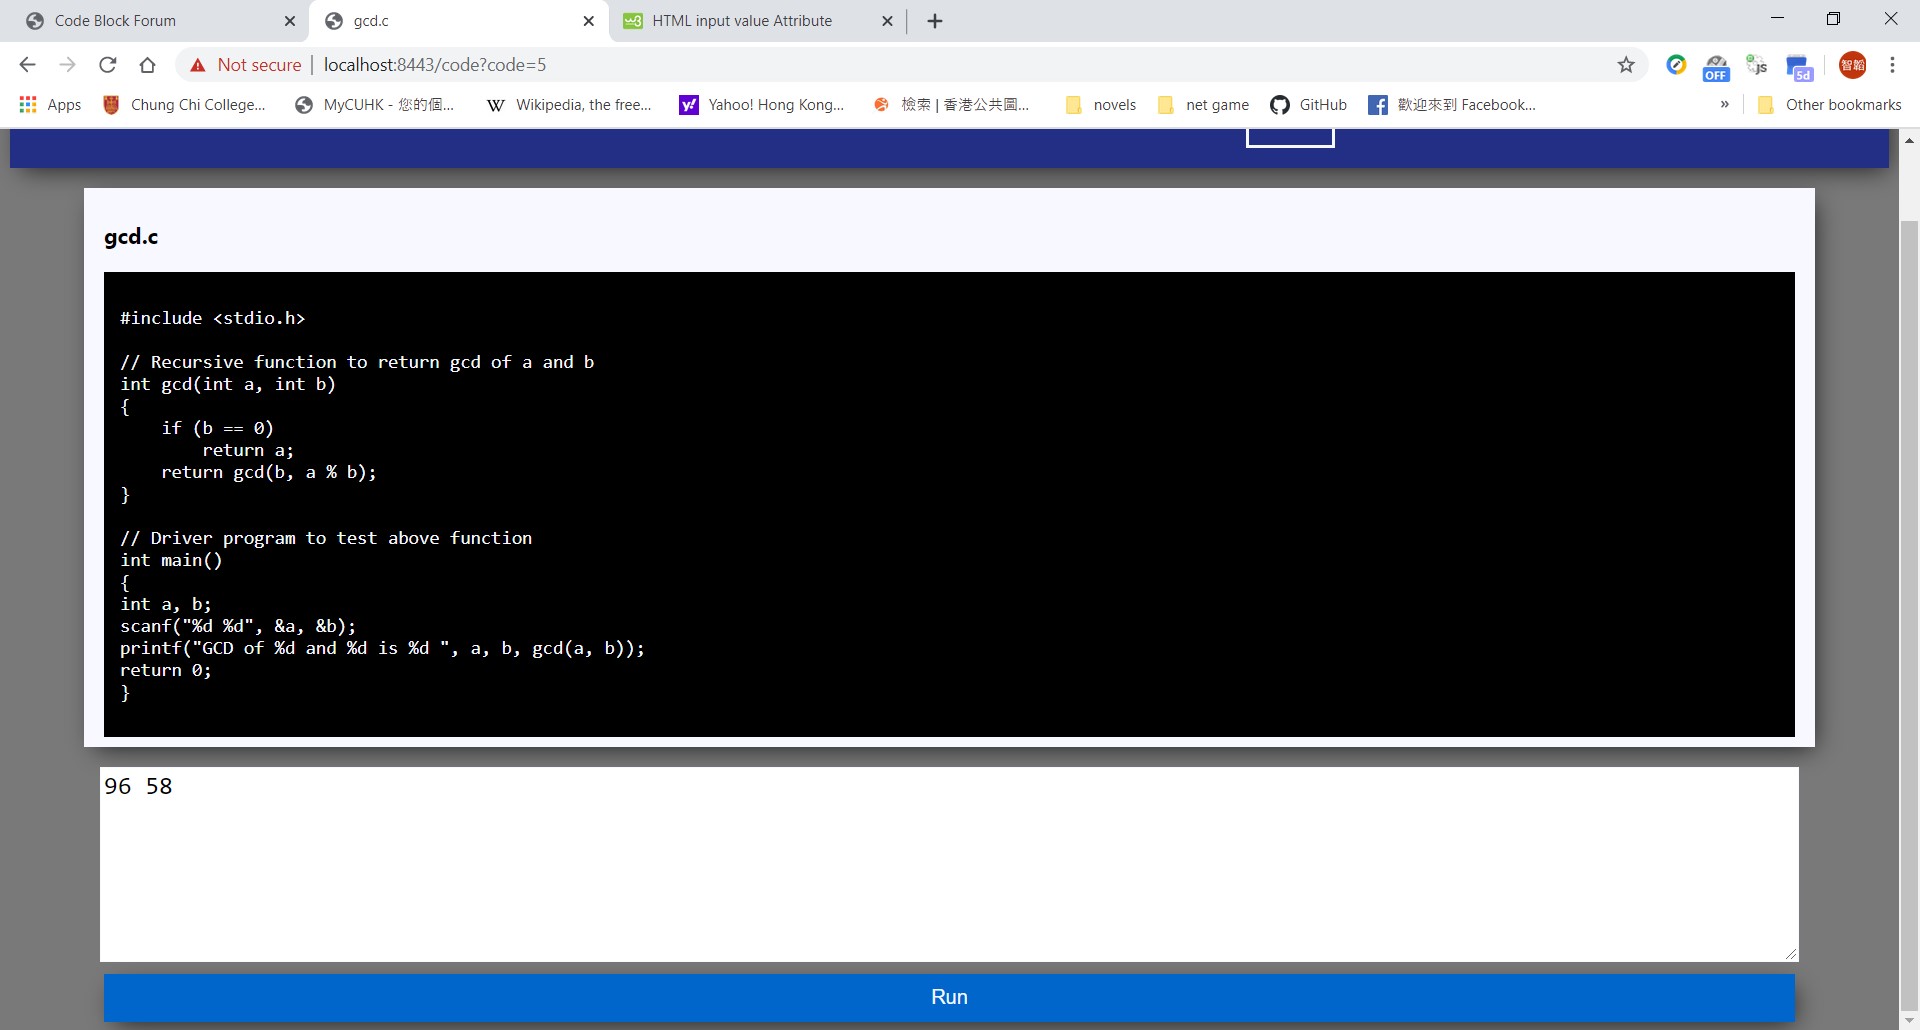 Code Block Forum
gcd.c
HTML input value Attribute
Not secure | localhost:8443/code?code=5
OFF
js
5d
智韜
Apps
Chung Chi College...
MyCUHK - 您的個...
W Wikipedia, the free...
y! Yahoo! Hong Kong...
檢索 | 香港公共圖...
novels
net game
GitHub
歡迎來到 Facebook...
»
Other bookmarks
gcd.c
#include <stdio.h>
// Recursive function to return gcd of a and b
int gcd(int a, int b)
{
    if (b == 0)
        return a;
    return gcd(b, a % b);
}
// Driver program to test above function
int main()
{
int a, b;
scanf("%d %d", &a, &b);
printf("GCD of %d and %d is %d ", a, b, gcd(a, b));
return 0;
}
96 58
Run